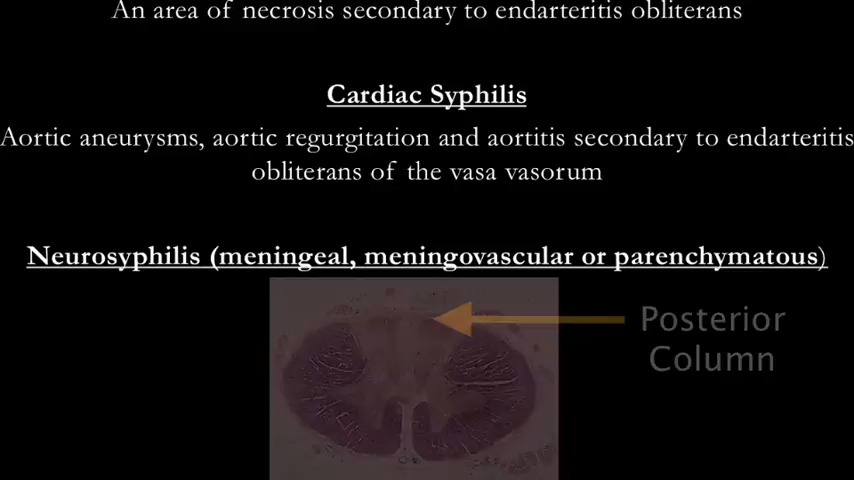 An area of necrosis secondary to endarteritis obliterans
Cardiac Syphilis
Aortic aneurysms, aortic regurgitation and aortitis secondary to endarteritis
obliterans of the vasa vasorum
Neurosyphilis (meningeal, meningovascular or parenchymatous)
Posterior
Column